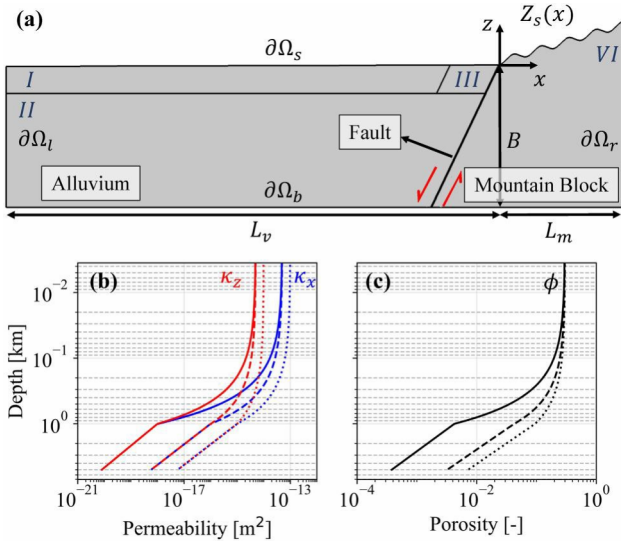 (a)
z
Z_s(x)
∂Ω_s
VI
I
III
x
II
Fault
∂Ω_l
B
∂Ω_r
Alluvium
∂Ω_b
Mountain Block
L_v
L_m
(b)
κ_z
κ_x
(c)
ϕ
Depth [km]
10^-2
10^-1
10^0
10^-21
10^-17
10^-13
10^-4
10^-2
10^0
Permeability [m^2]
Porosity [-]